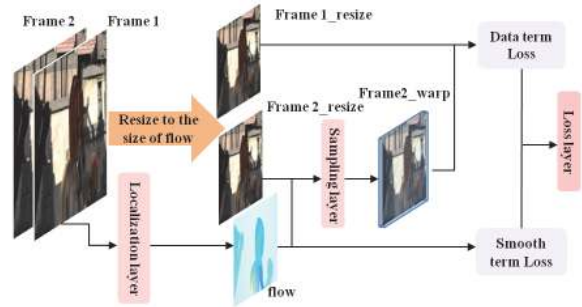 Frame 2
Frame 1
Frame 1_resize
Data term
Loss
Resize to the
size of flow
Frame 2_resize
Frame2_warp
Sampling layer
Loss layer
Localization layer
flow
Smooth
term Loss